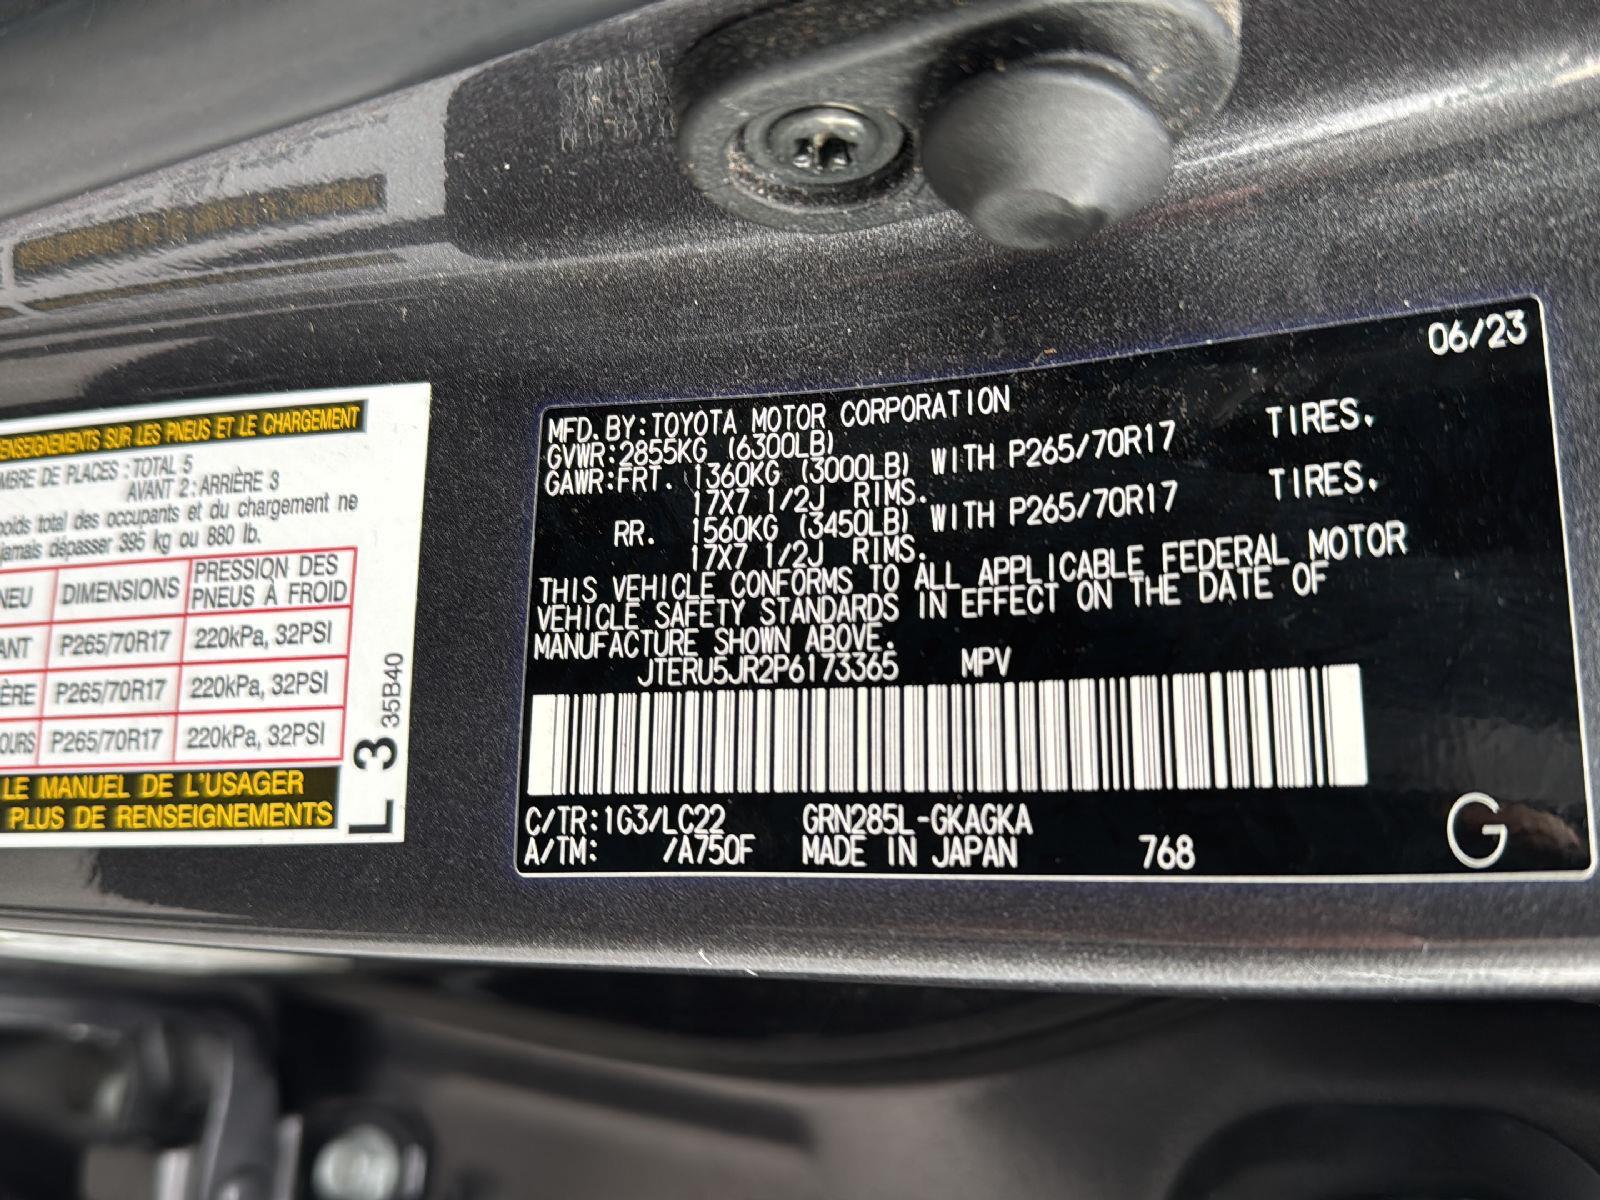 RENSEIGNEMENTS SUR LES PNEUS ET LE CHARGEMENT
DE PLACES : TOTAL 5
AVANT 2 : ARRIÈRE 3
poids total des occupants et du chargement ne
jamais dépasser 395 kg ou 880 lb.
DIMENSIONS PRESSION DES
PNEUS À FROID
P265/70R17 220kPa, 32PSI
P265/70R17 220kPa, 32PSI
P265/70R17 220kPa, 32PSI
LE MANUEL DE L'USAGER
PLUS DE RENSEIGNEMENTS
L 3 35B40
06/23
MFD. BY: TOYOTA MOTOR CORPORATION
GVWR: 2855KG (6300LB)
GAWR: FRT. 1360KG (3000LB) WITH P265/70R17 TIRES.
17X7 1/2J RIMS.
RR. 1560KG (3450LB) WITH P265/70R17 TIRES.
17X7 1/2J RIMS.
THIS VEHICLE CONFORMS TO ALL APPLICABLE FEDERAL MOTOR
VEHICLE SAFETY STANDARDS IN EFFECT ON THE DATE OF
MANUFACTURE SHOWN ABOVE.
JTERU5JR2P6173365 MPV
C/TR: 1G3/LC22 GRN285L-GKAGKA
A/TM: /A750F MADE IN JAPAN 768
G